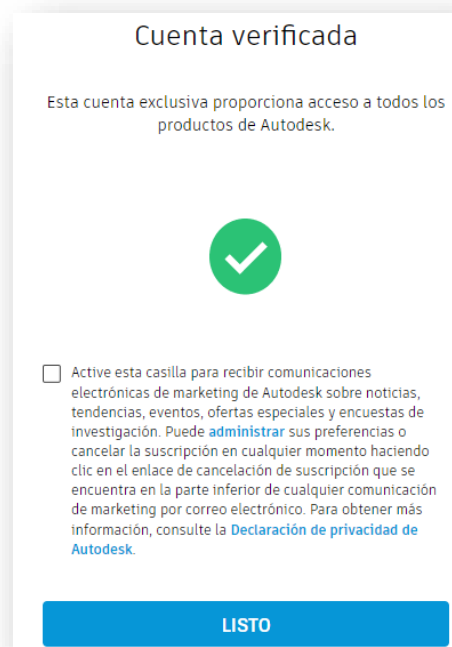 Cuenta verificada
Esta cuenta exclusiva proporciona acceso a todos los
productos de Autodesk.
Active esta casilla para recibir comunicaciones
electrónicas de marketing de Autodesk sobre noticias,
tendencias, eventos, ofertas especiales y encuestas de
investigación. Puede administrar sus preferencias o
cancelar la suscripción en cualquier momento haciendo
clic en el enlace de cancelación de suscripción que se
encuentra en la parte inferior de cualquier comunicación
de marketing por correo electrónico. Para obtener más
información, consulte la Declaración de privacidad de
Autodesk.
LISTO